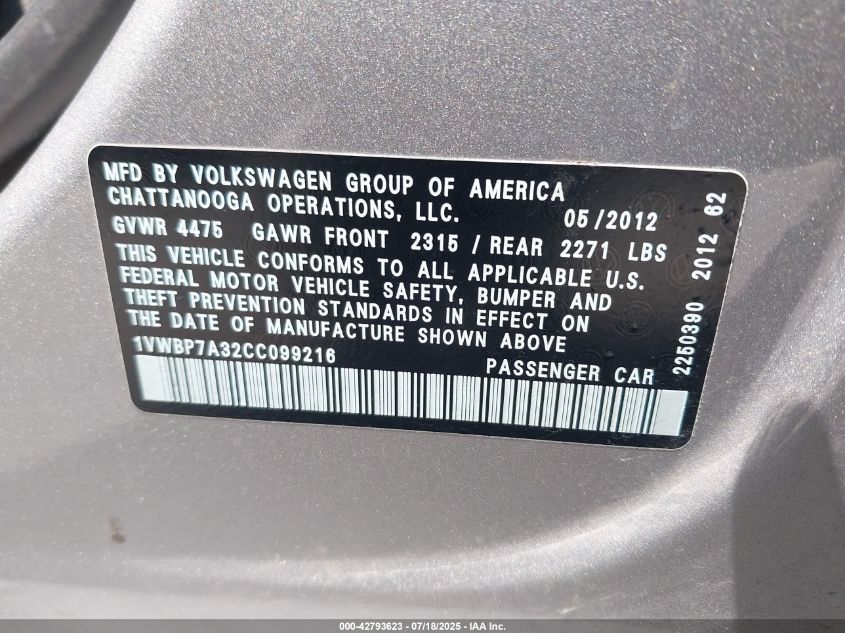 MFD BY VOLKSWAGEN GROUP OF AMERICA
CHATTANOOGA OPERATIONS, LLC. 05/2012
GVWR 4475 GAWR FRONT 2315 / REAR 2271 LBS
THIS VEHICLE CONFORMS TO ALL APPLICABLE U.S.
FEDERAL MOTOR VEHICLE SAFETY, BUMPER AND
THEFT PREVENTION STANDARDS IN EFFECT ON
THE DATE OF MANUFACTURE SHOWN ABOVE
1VWBP7A32CC099216 PASSENGER CAR
2250390 2012 62
000-42793623 / 07/18/2025 - IAA Inc.